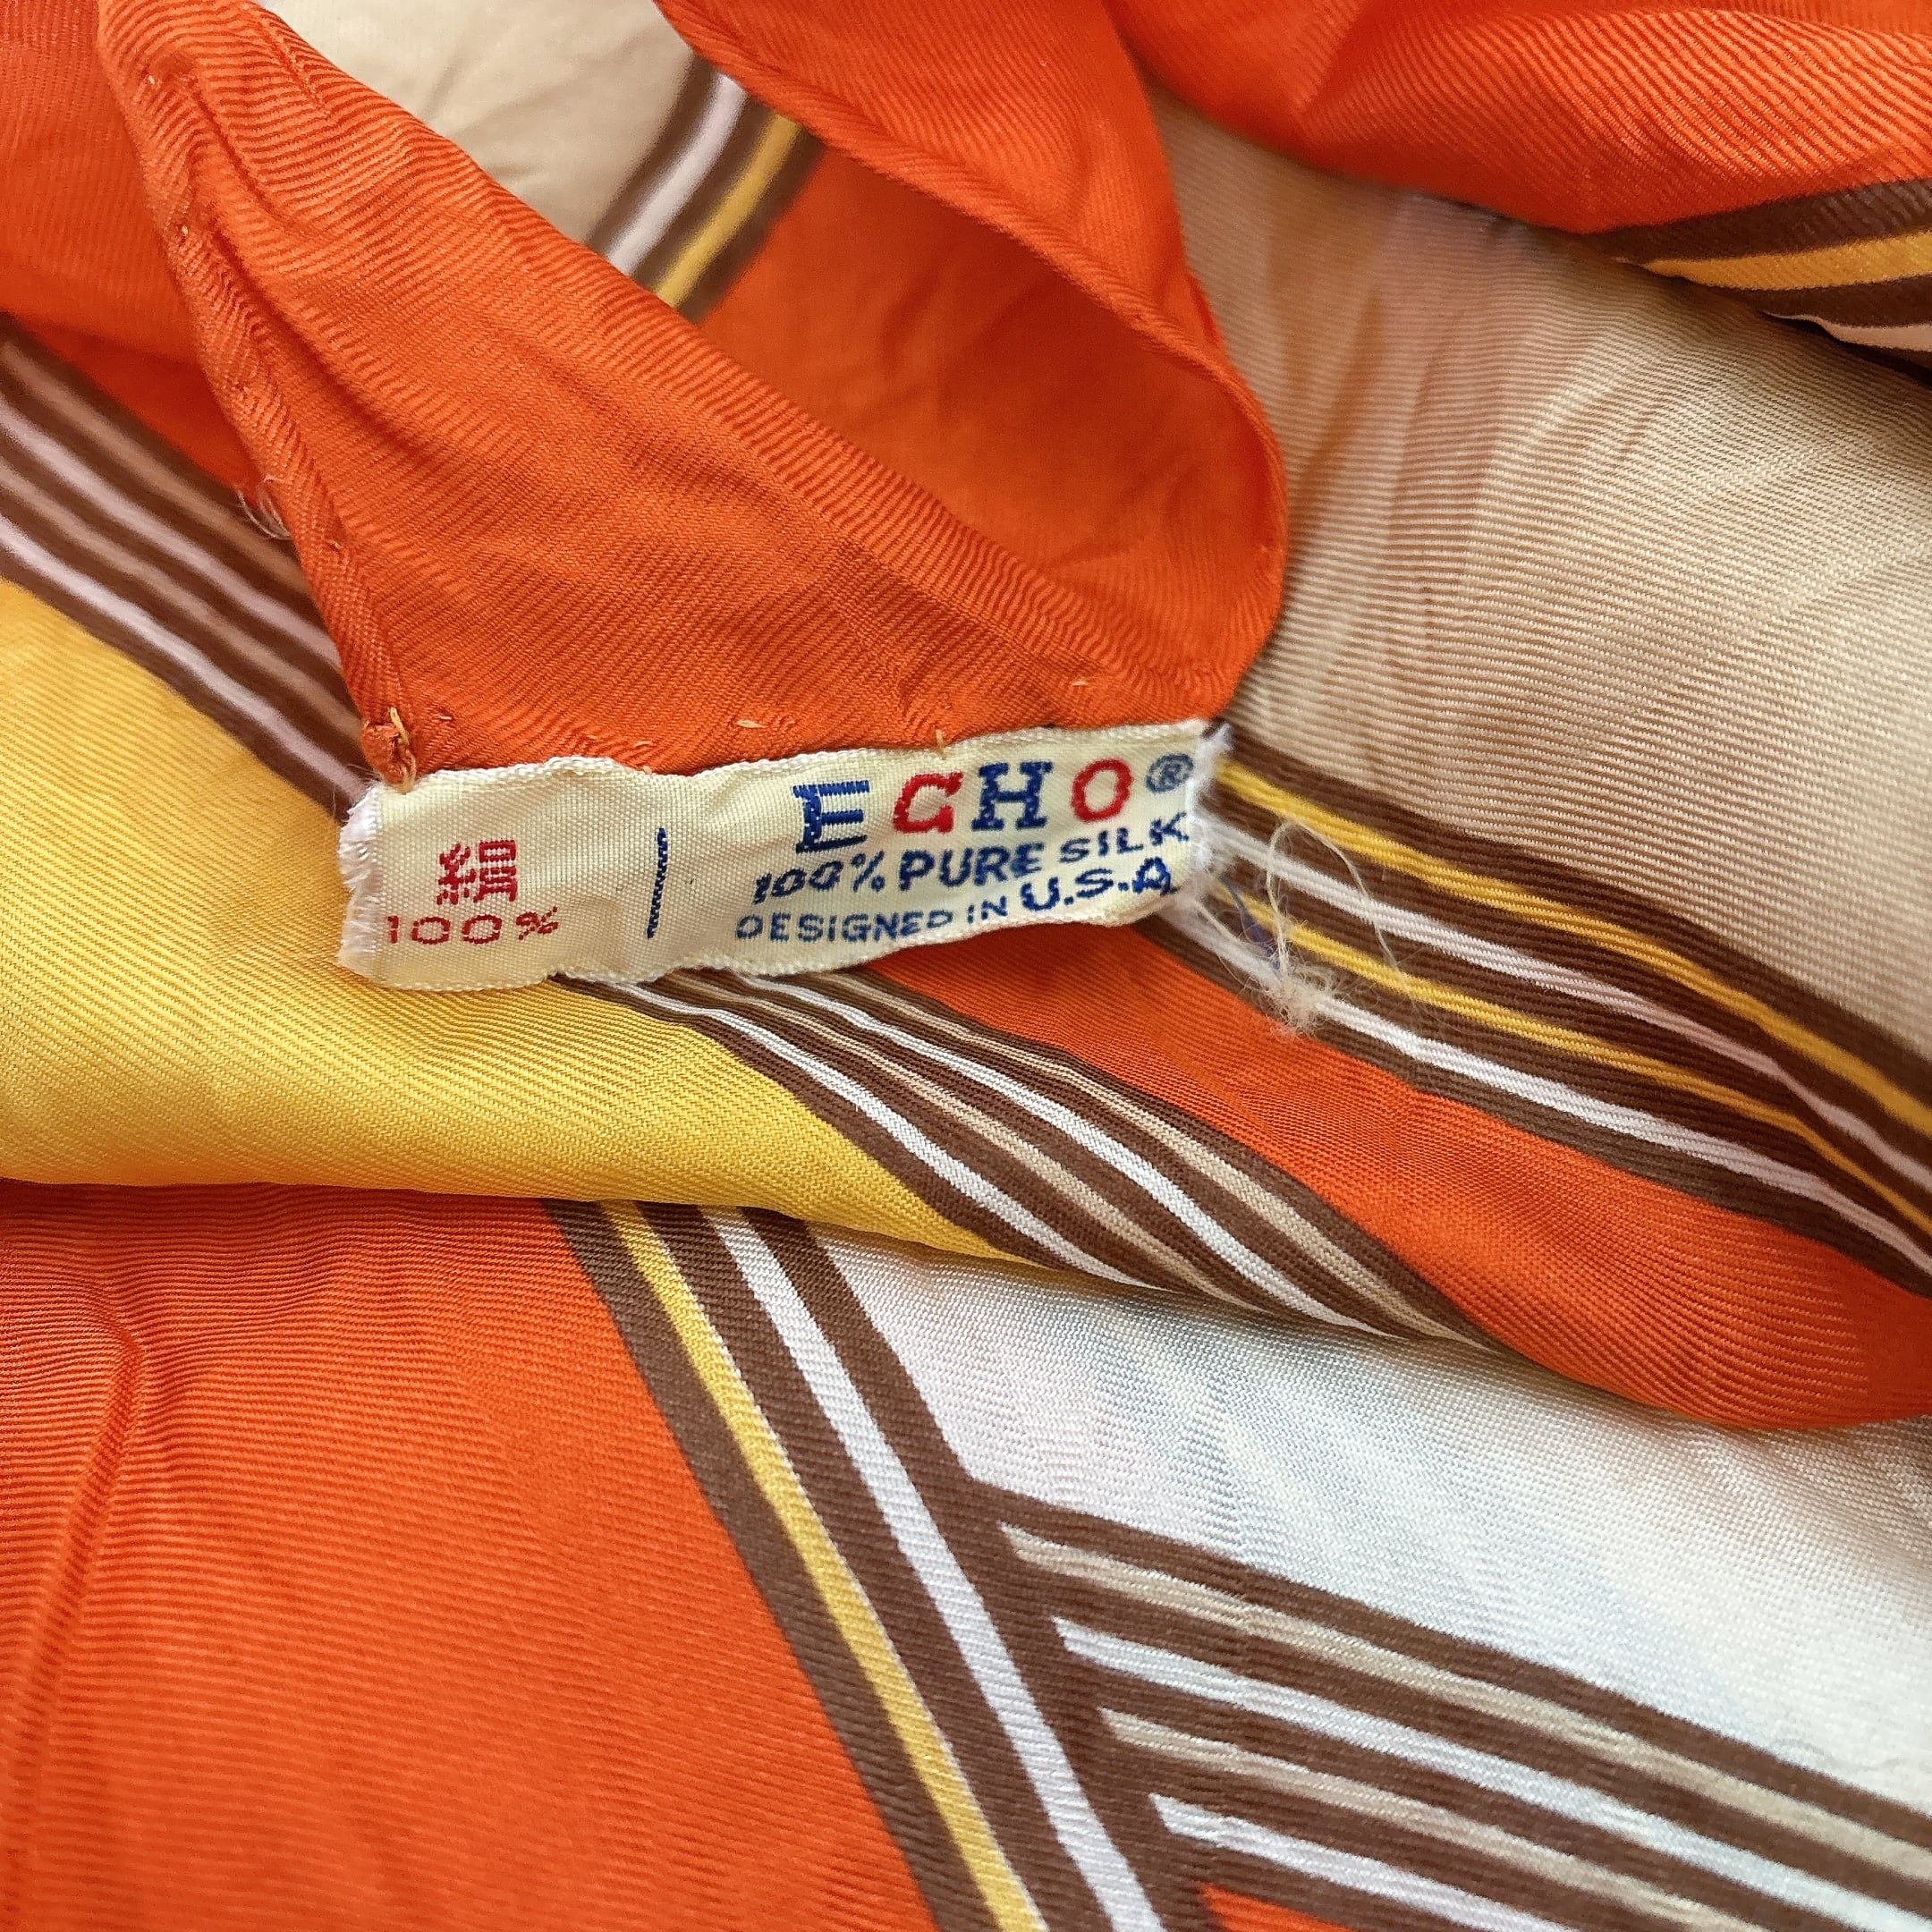 絹
100%
ECHO®
100% PURE SILK
DESIGNED IN U.S.A